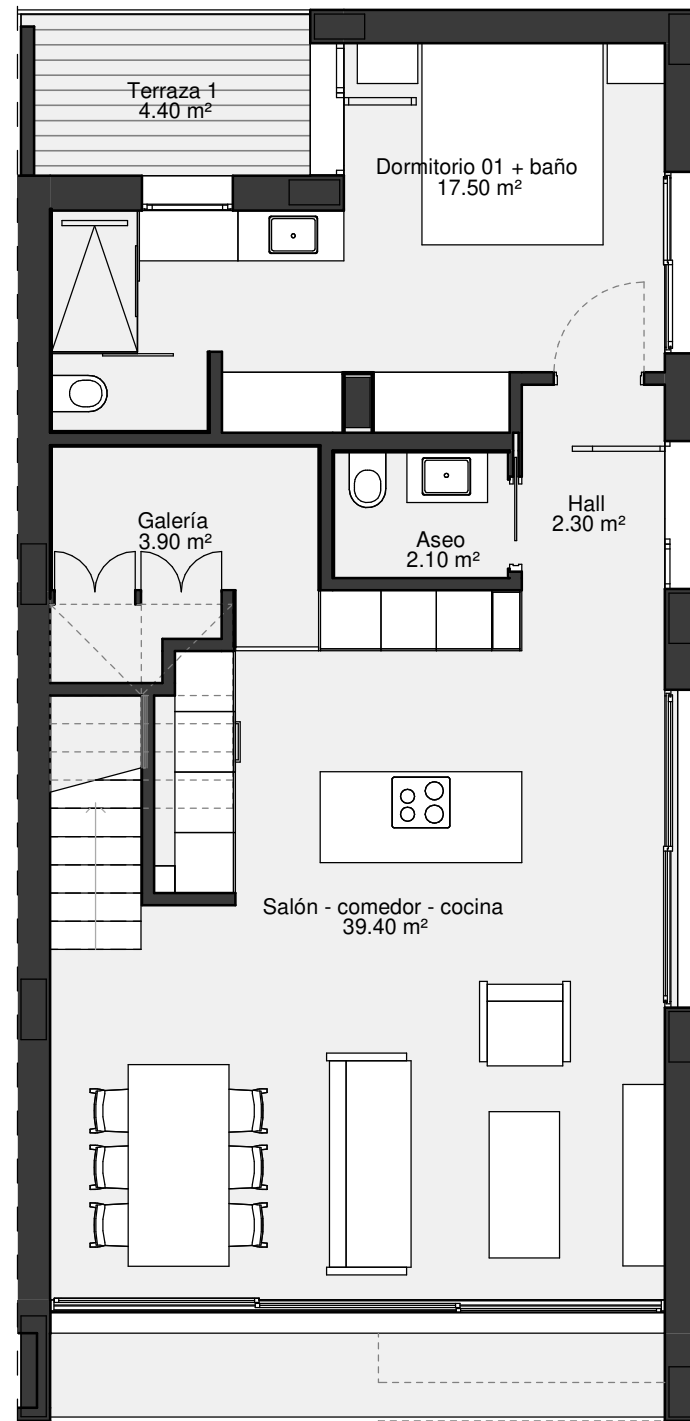 Terraza 1
4.40 m²
Dormitorio 01 + baño
17.50 m²
Galería
3.90 m²
Hall
2.30 m²
Aseo
2.10 m²
Salón - comedor - cocina
39.40 m²